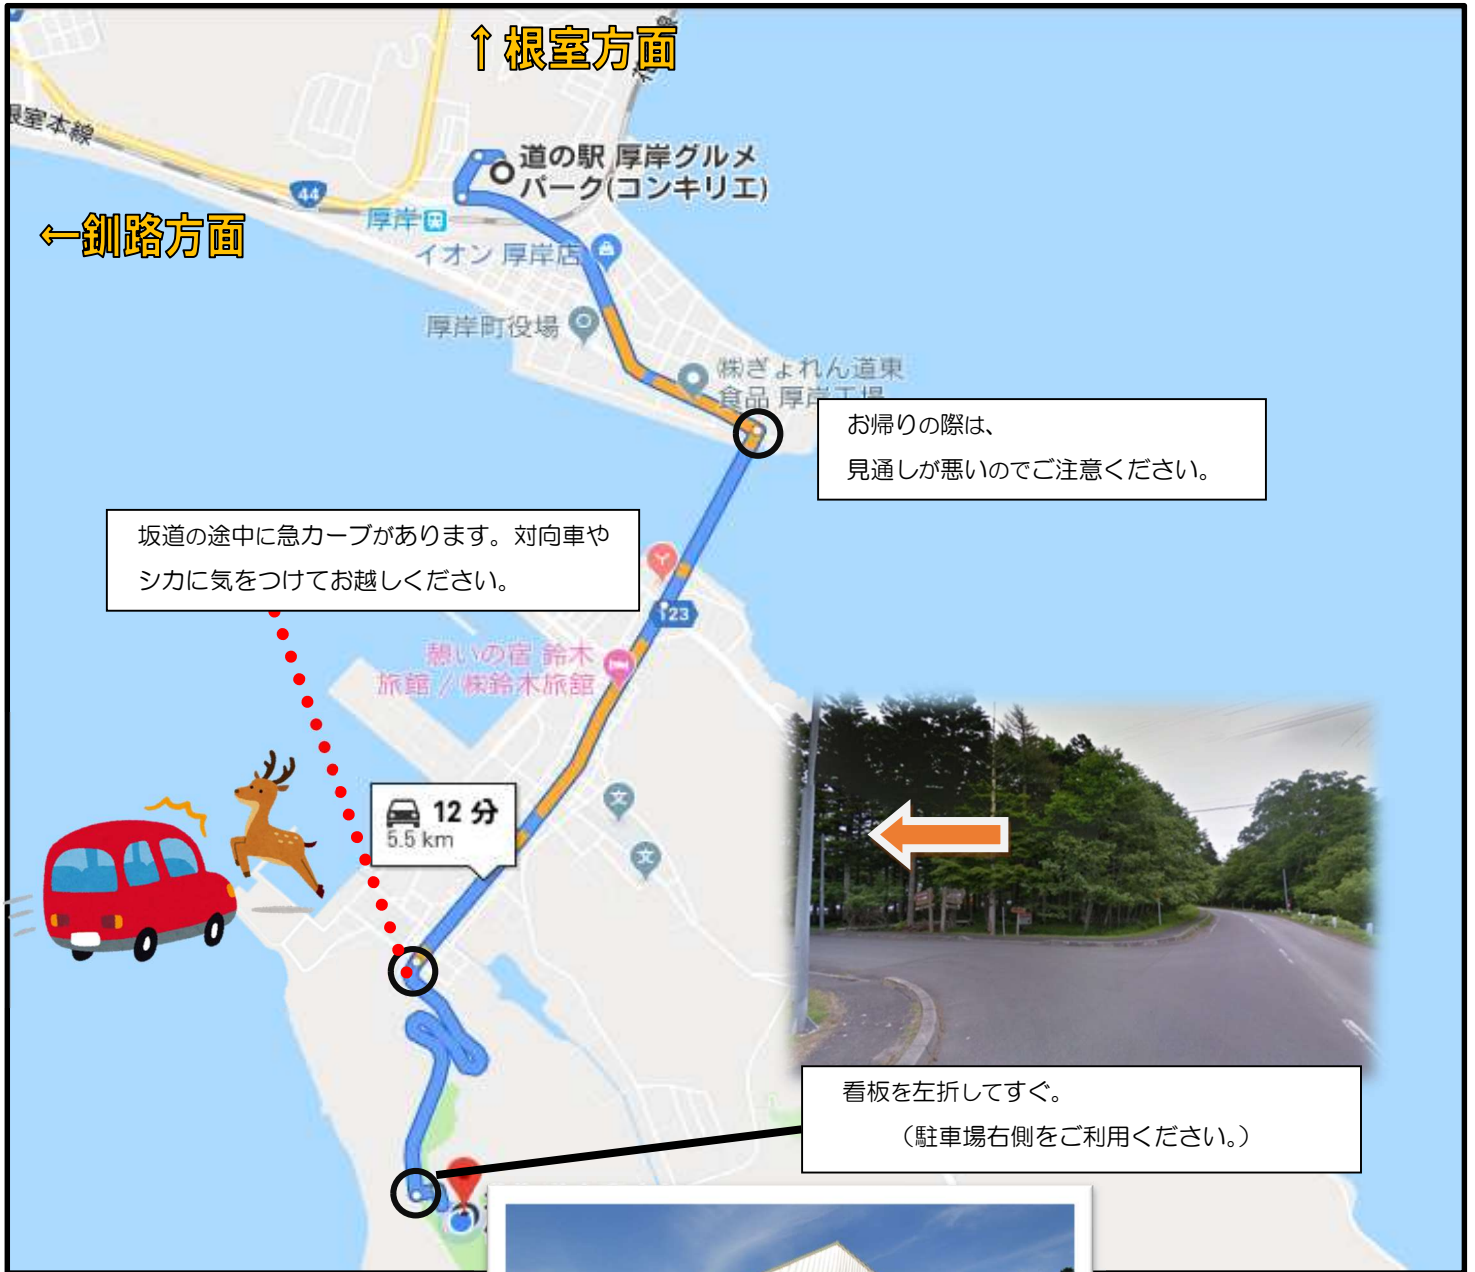 ↑根室方面
根室本線
道の駅 厚岸グルメ
パーク(コンキリエ)
44
厚岸
←釧路方面
イオン 厚岸店
厚岸町役場
㈱ぎょれん道東
食品 厚岸工場
お帰りの際は、
見通しが悪いのでご注意ください。
坂道の途中に急カーブがあります。対向車や
シカに気をつけてお越しください。
123
憩いの宿 鈴木
旅館 / ㈱鈴木旅館
12 分
5.5 km
文
文
看板を左折してすぐ。
（駐車場右側をご利用ください。）